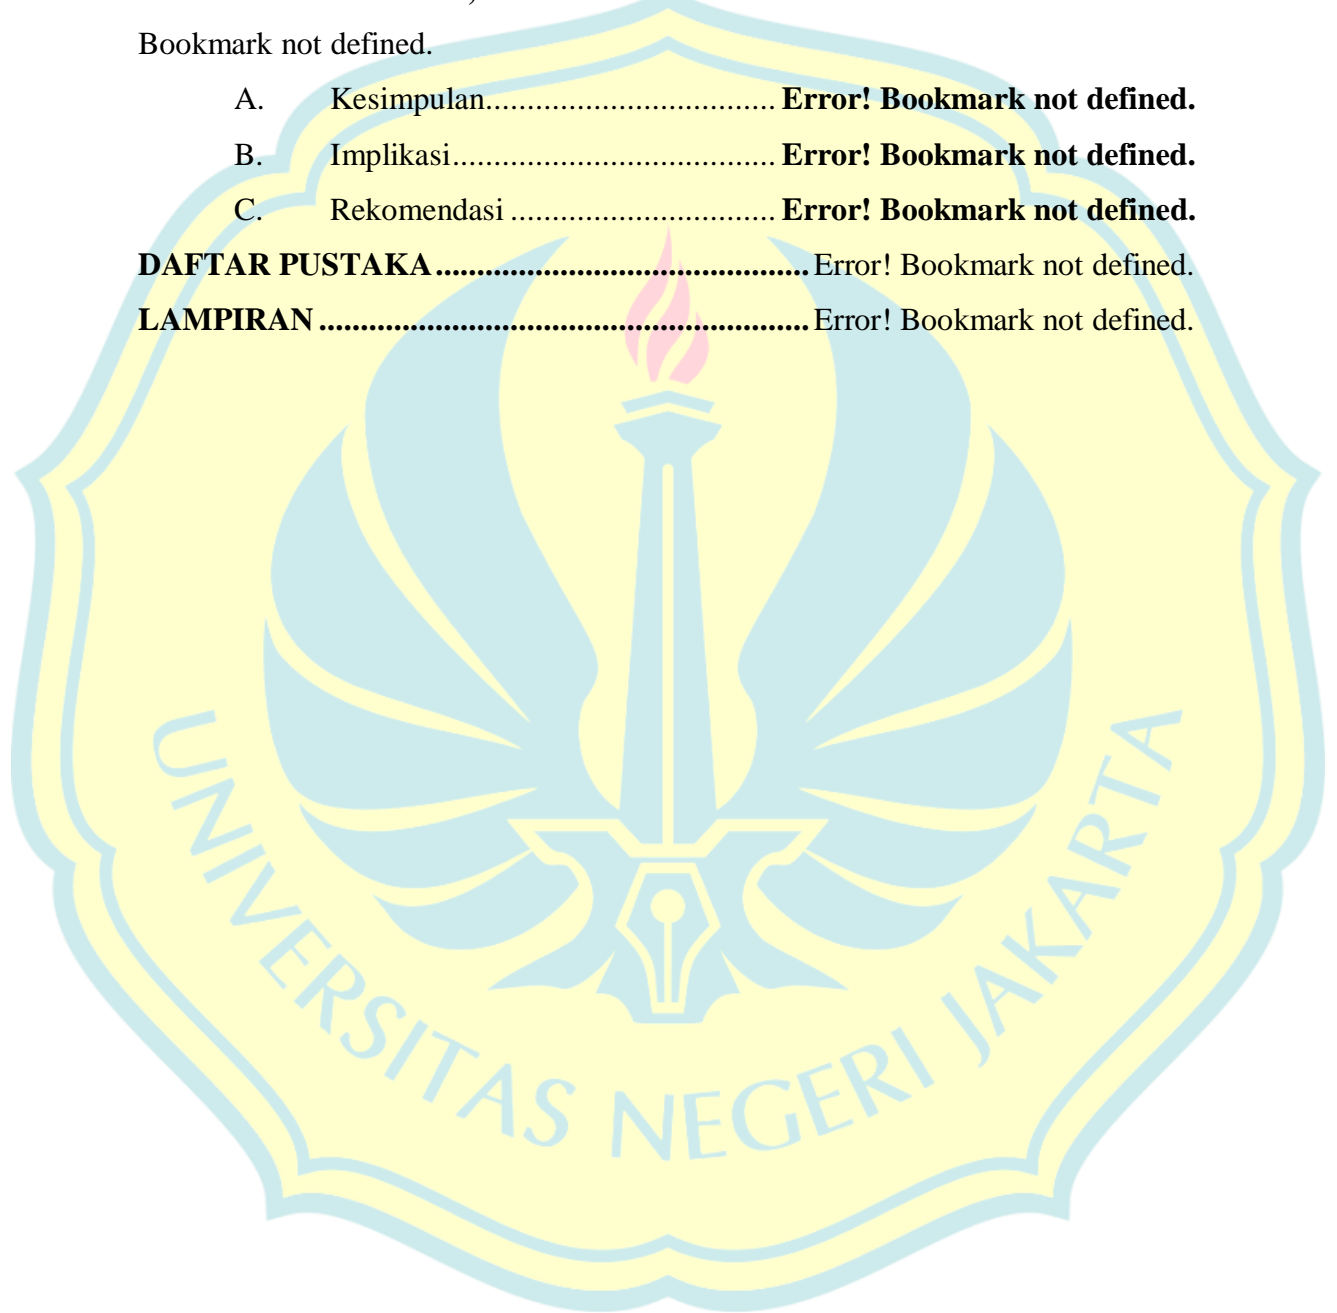 Bookmark not defined.
A. Kesimpulan................................... Error! Bookmark not defined.
B. Implikasi....................................... Error! Bookmark not defined.
C. Rekomendasi ................................ Error! Bookmark not defined.
DAFTAR PUSTAKA............................................. Error! Bookmark not defined.
LAMPIRAN ........................................................... Error! Bookmark not defined.
UNIVERSITAS NEGERI JAKARTA